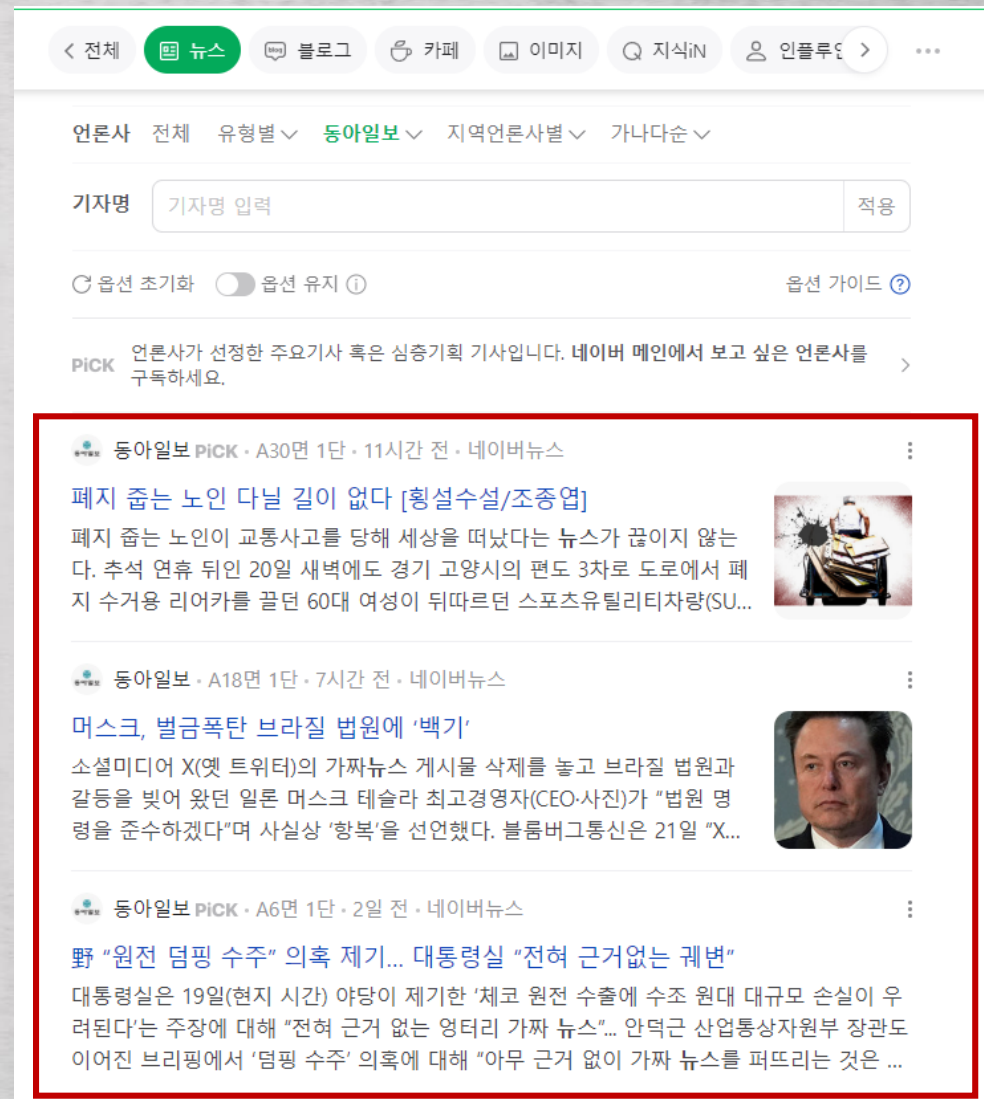 전체 뉴스 블로그 카페 이미지 지식iN 인플루언
언론사 전체 유형별 동아일보 지역언론사별 가나다순
기자명 기자명 입력 적용
옵션 초기화 옵션 유지 옵션 가이드
PiCK 언론사가 선정한 주요기사 혹은 심층기획 기사입니다. 네이버 메인에서 보고 싶은 언론사를
구독하세요.
동아일보 PiCK · A30면 1단 · 11시간 전 · 네이버뉴스
폐지 줍는 노인 다닐 길이 없다 [횡설수설/조종엽]
폐지 줍는 노인이 교통사고를 당해 세상을 떠났다는 뉴스가 끊이지 않는
다. 추석 연휴 뒤인 20일 새벽에도 경기 고양시의 편도 3차로 도로에서 폐
지 수거용 리어카를 끌던 60대 여성이 뒤따르던 스포츠유틸리티차량(SU...
동아일보 · A18면 1단 · 7시간 전 · 네이버뉴스
머스크, 벌금폭탄 브라질 법원에 ‘백기’
소셜미디어 X(옛 트위터)의 가짜뉴스 게시물 삭제를 놓고 브라질 법원과
갈등을 빚어 왔던 일론 머스크 테슬라 최고경영자(CEO·사진)가 “법원 명
령을 준수하겠다”며 사실상 ‘항복’을 선언했다. 블룸버그통신은 21일 “X...
동아일보 PiCK · A6면 1단 · 2일 전 · 네이버뉴스
野 “원전 덤핑 수주” 의혹 제기... 대통령실 “전혀 근거없는 궤변”
대통령실은 19일(현지 시간) 야당이 제기한 ‘체코 원전 수출에 수조 원대 대규모 손실이 우
려된다’는 주장에 대해 “전혀 근거 없는 엉터리 가짜 뉴스”... 안덕근 산업통상자원부 장관도
이어진 브리핑에서 ‘덤핑 수주’ 의혹에 대해 “아무 근거 없이 가짜 뉴스를 퍼뜨리는 것은 ...